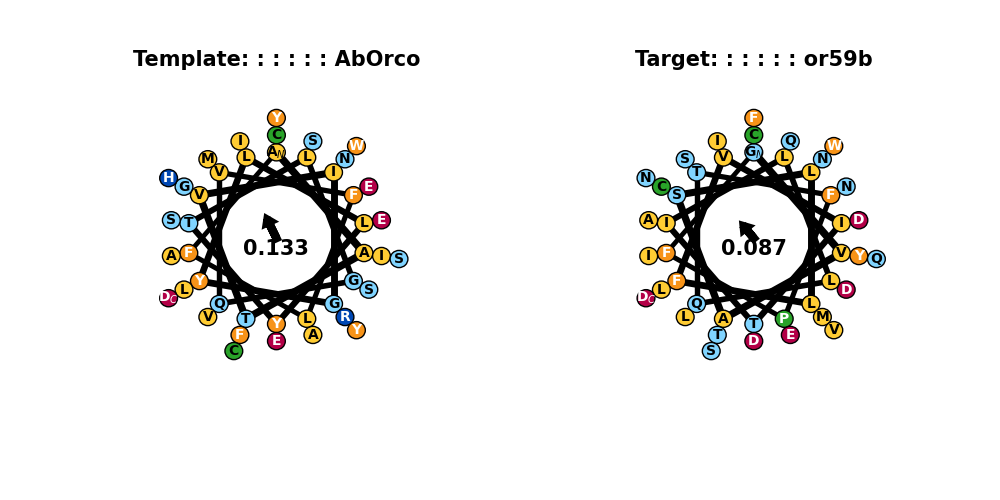 Template: : : : : : AbOrco Target: : : : : : or59b
Y F
C C
I S I Q
A N G N
W W
L L V L
M N S N
V I T L
H G E N C N
V F S F
S T L E A I I D
A F A I S I F V Y Q
0.133 0.087
Y G F L
D C L S D C L D
V Q G R L Q L M
Y V
T Y L A T P
F E A T D E
C S